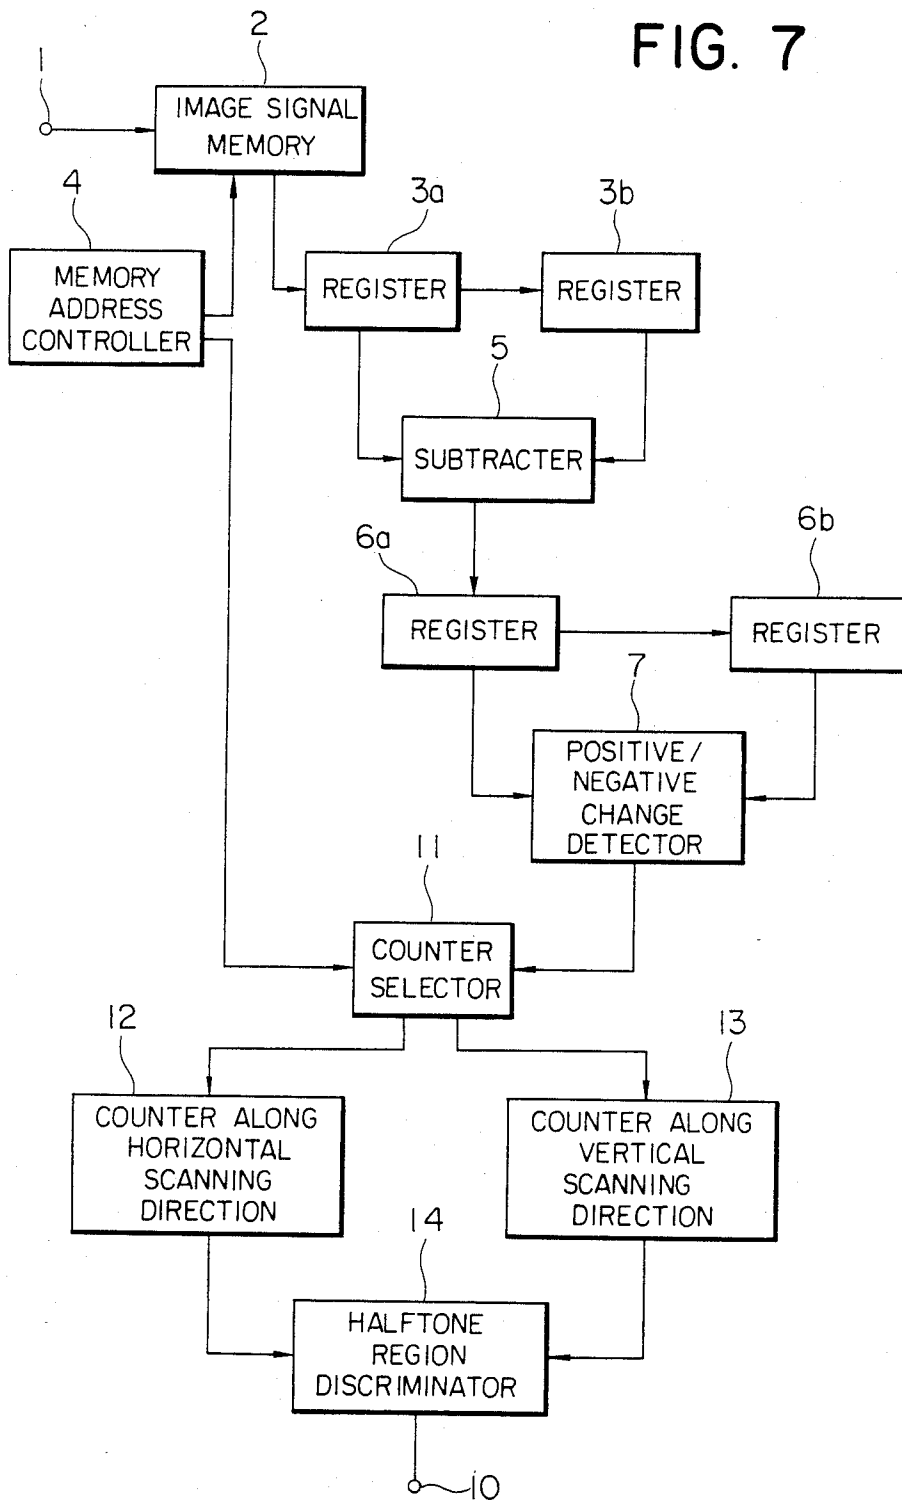 FIG. 7
1
2
IMAGE SIGNAL
MEMORY
4
MEMORY
ADDRESS
CONTROLLER
3a
REGISTER
3b
REGISTER
5
SUBTRACTER
6a
REGISTER
6b
REGISTER
7
POSITIVE/
NEGATIVE
CHANGE
DETECTOR
11
COUNTER
SELECTOR
12
COUNTER ALONG
HORIZONTAL
SCANNING
DIRECTION
13
COUNTER ALONG
VERTICAL
SCANNING
DIRECTION
14
HALFTONE
REGION
DISCRIMINATOR
10